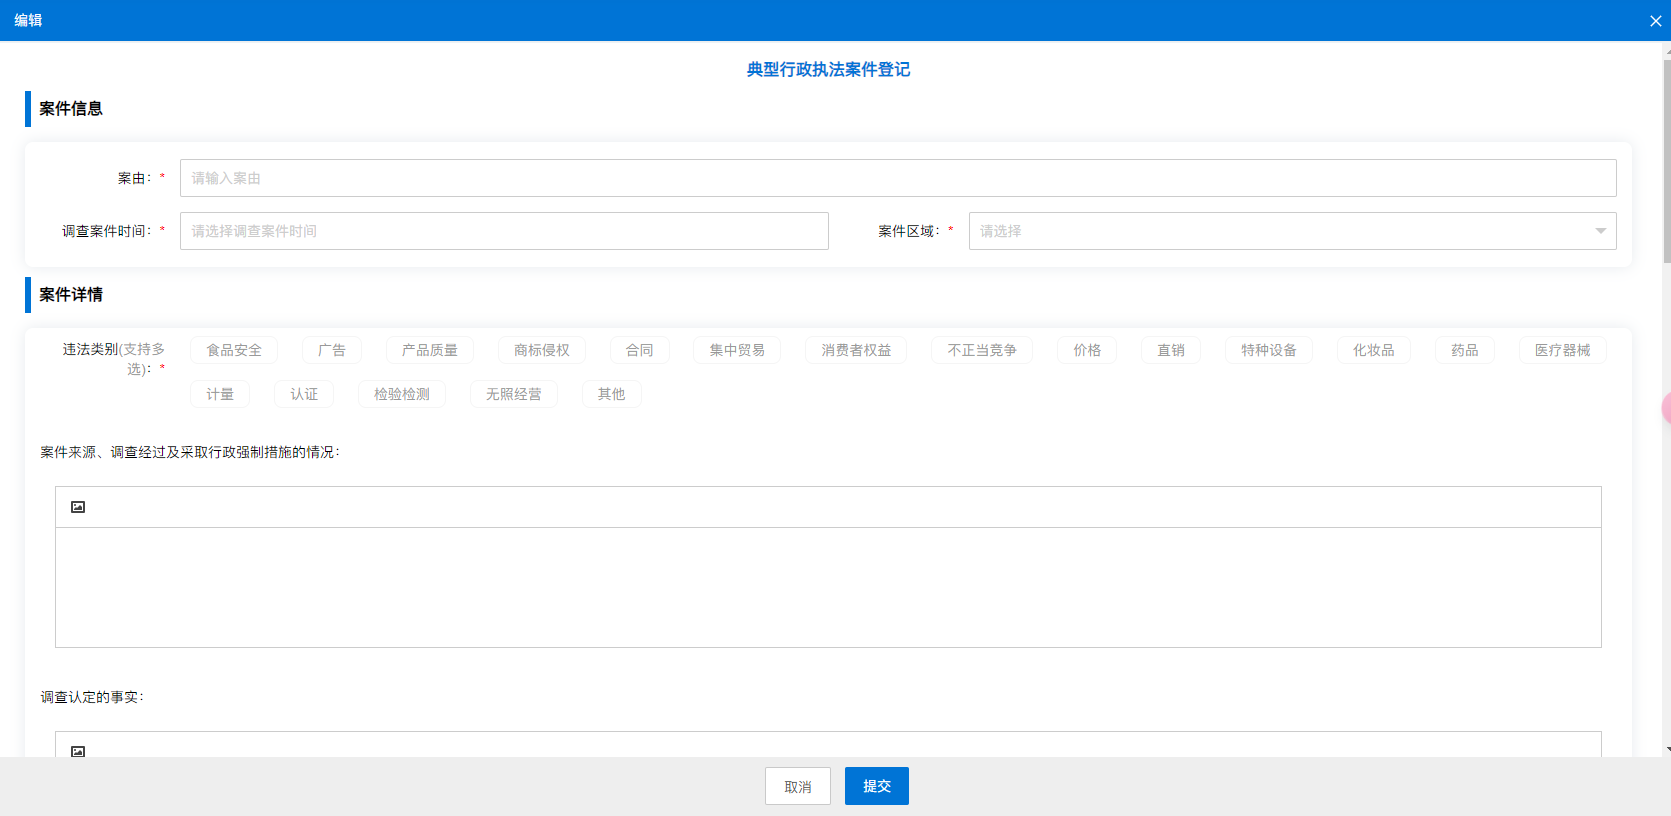 编辑
典型行政执法案件登记
案件信息
案由：* 请输入案由
调查案件时间：* 请选择调查案件时间 案件区域：* 请选择
案件详情
违法类别(支持多选)：* 食品安全 广告 产品质量 商标侵权 合同 集中贸易 消费者权益 不正当竞争 价格 直销 特种设备 化妆品 药品 医疗器械
计量 认证 检验检测 无照经营 其他
案件来源、调查经过及采取行政强制措施的情况：
调查认定的事实：
取消 提交